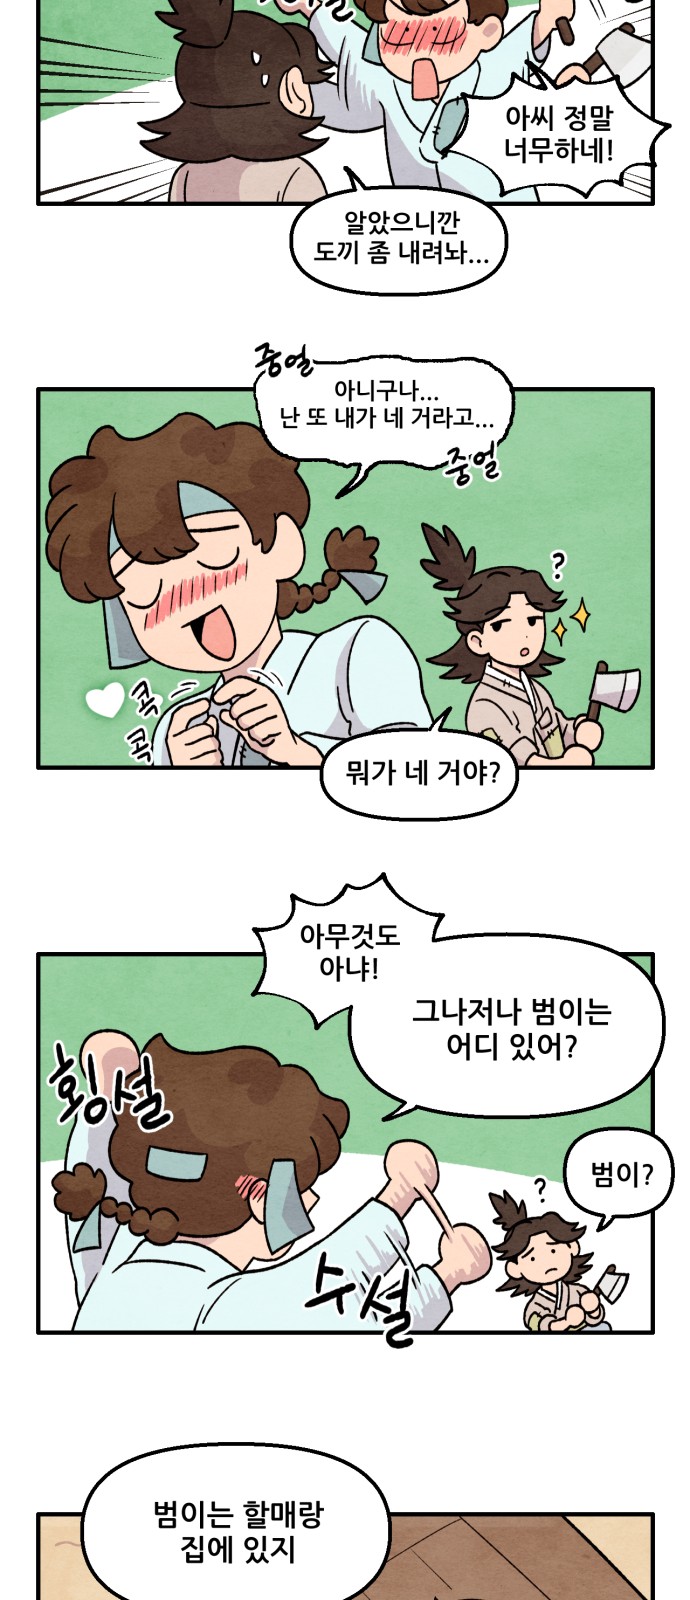 아씨 정말
너무하네!
알았으니깐
도끼 좀 내려놔...
중얼
아니구나...
난 또 내가 네 거라고...
중얼
?
콕
콕
뭐가 네 거야?
아무것도
아냐!
그나저나 범이는
어디 있어?
횡설
범이?
?
수설
범이는 할매랑
집에 있지